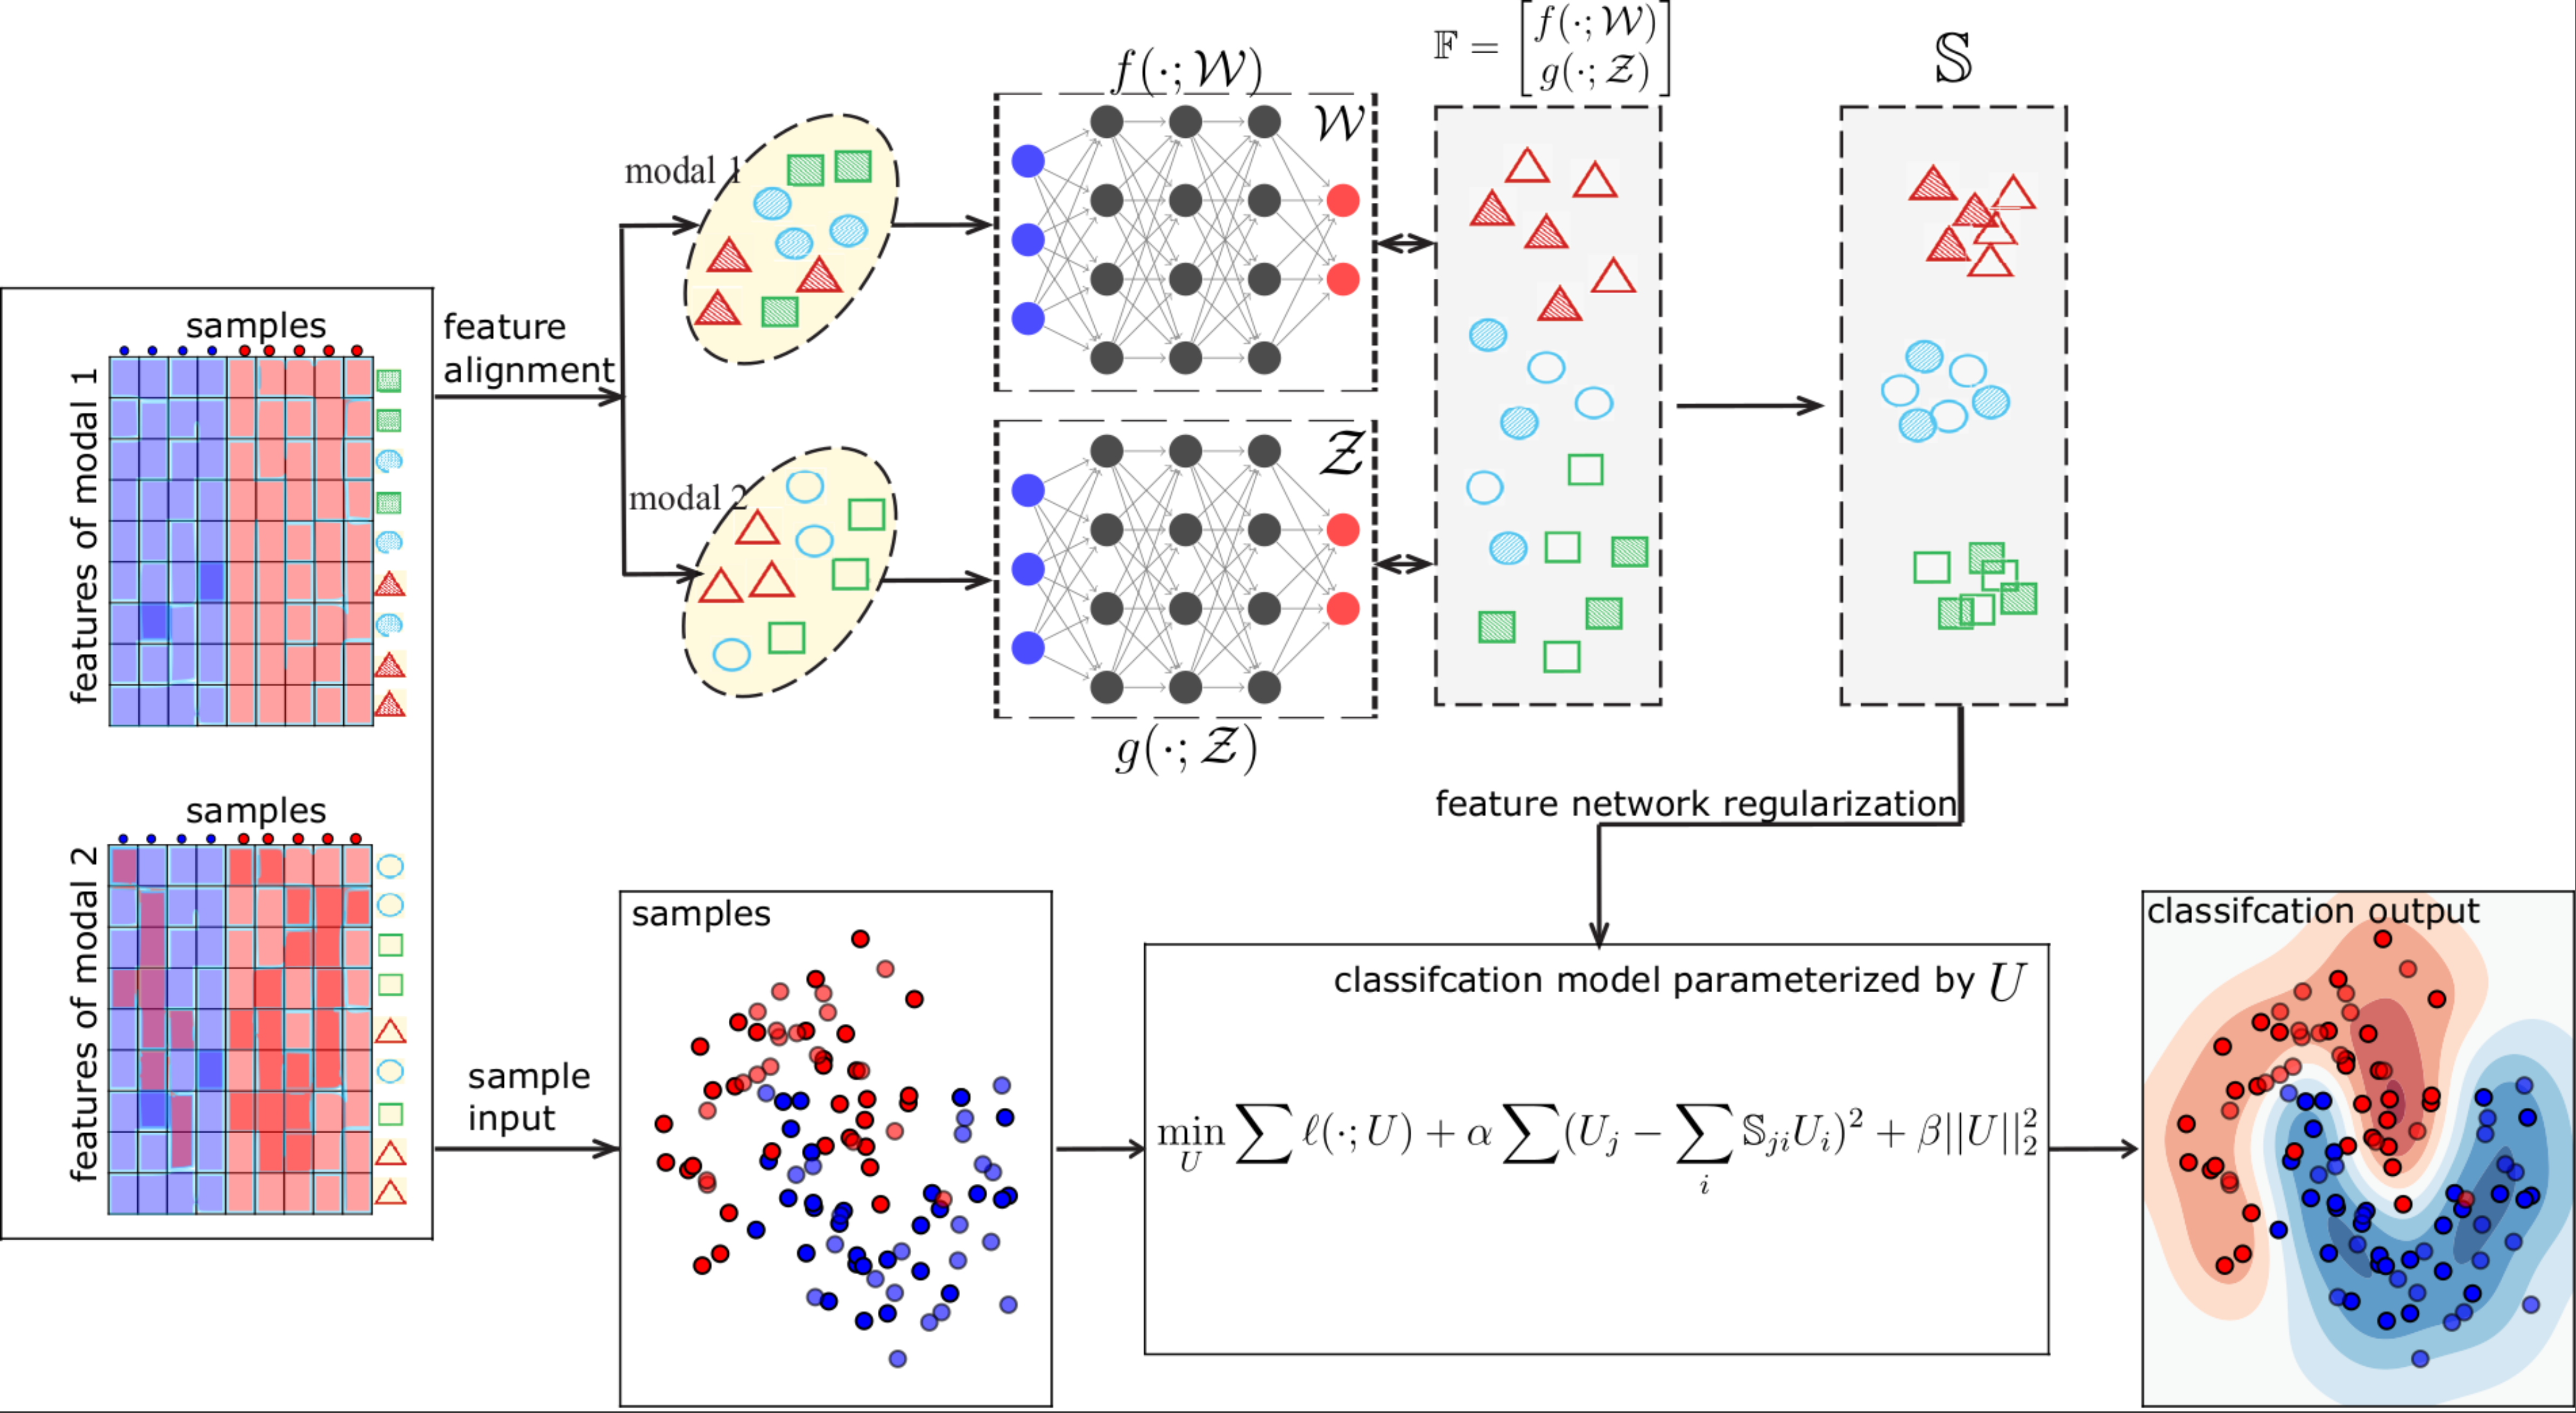 samples
features of modal 1
samples
features of modal 2
feature
alignment
modal 1
modal 2
f(·; 𝒲)
𝒲
𝒵
g(·; 𝒵)
𝔽 = [f(·; 𝒲)
g(·; 𝒵)]
𝕊
feature network regularization
sample
input
samples
classifcation model parameterized by U
min_U ∑ ℓ(·; U) + α ∑(U_j − ∑_i 𝕊_ji U_i)² + β||U||₂²
classifcation output